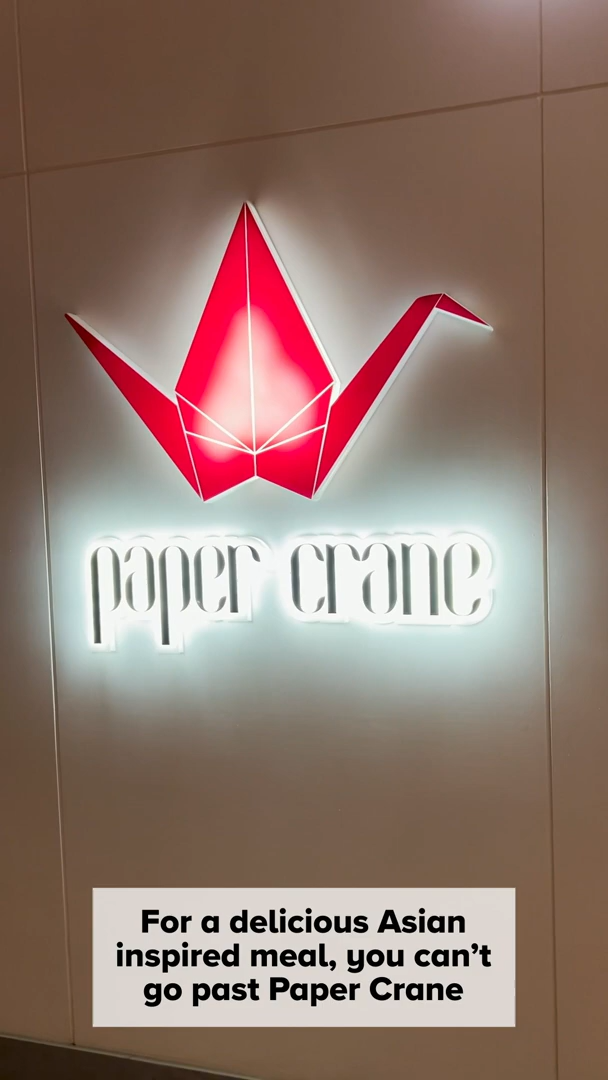 paper crane
For a delicious Asian
inspired meal, you can't
go past Paper Crane